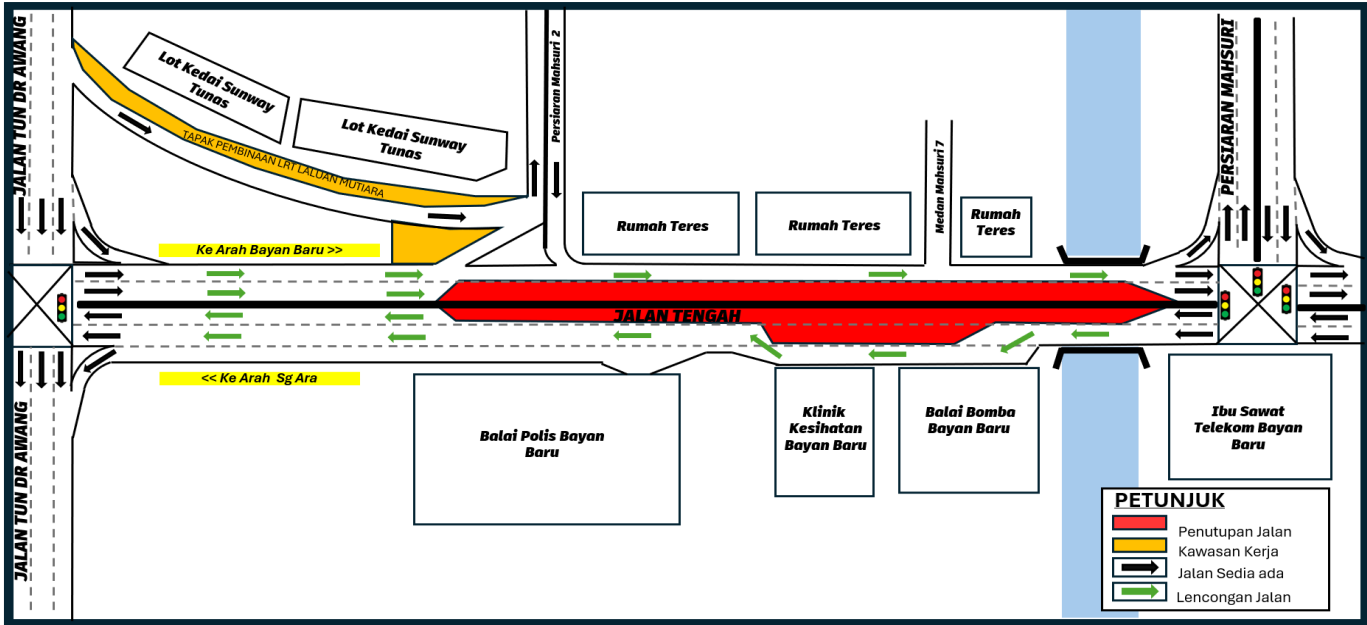 JALAN TUN DR AWANG
Lot Kedai Sunway
Tunas
Lot Kedai Sunway
Tunas
TAPAK PEMBINAAN LRT LALUAN MUTIARA
Persiaran Mahsuri 2
Medan Mahsuri 7
PERSIARAN MAHSURI
Rumah Teres
Rumah Teres
Rumah
Teres
Ke Arah Bayan Baru >>
JALAN TENGAH
<< Ke Arah Sg Ara
JALAN TUN DR AWANG
Balai Polis Bayan
Baru
Klinik
Kesihatan
Bayan Baru
Balai Bomba
Bayan Baru
Ibu Sawat
Telekom Bayan
Baru
PETUNJUK
Penutupan Jalan
Kawasan Kerja
Jalan Sedia ada
Lencongan Jalan